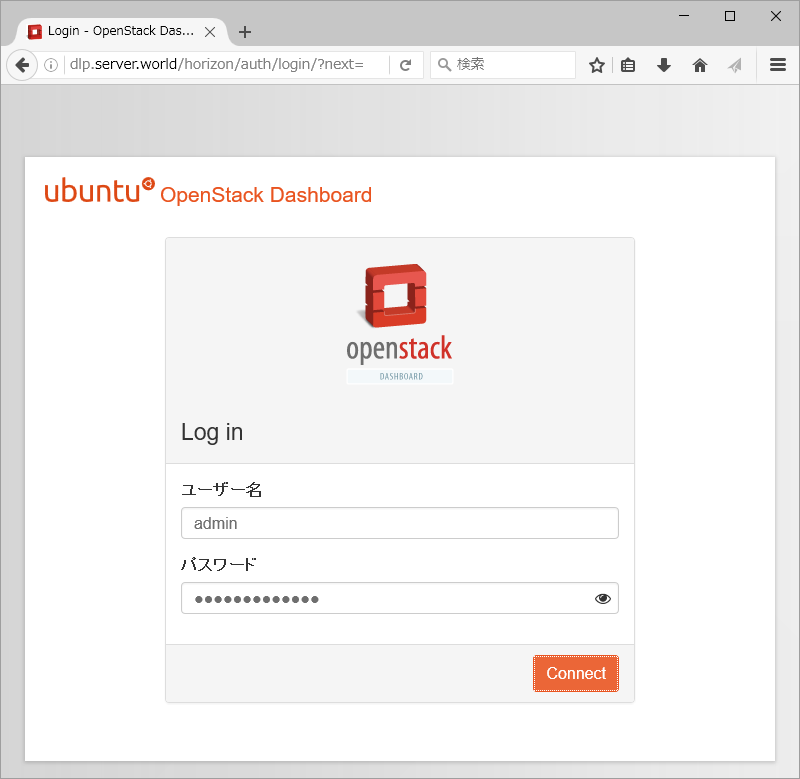 Login - OpenStack Das...
dlp.server.world/horizon/auth/login/?next=
検索
ubuntu OpenStack Dashboard
openstack
DASHBOARD
Log in
ユーザー名
admin
パスワード
●●●●●●●●●●●●●
Connect